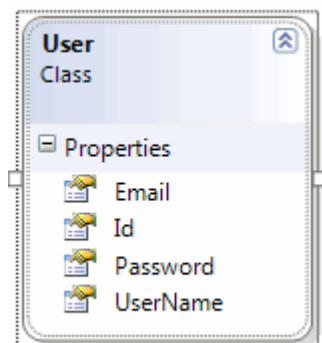 User
Class
Properties
Email
Id
Password
UserName